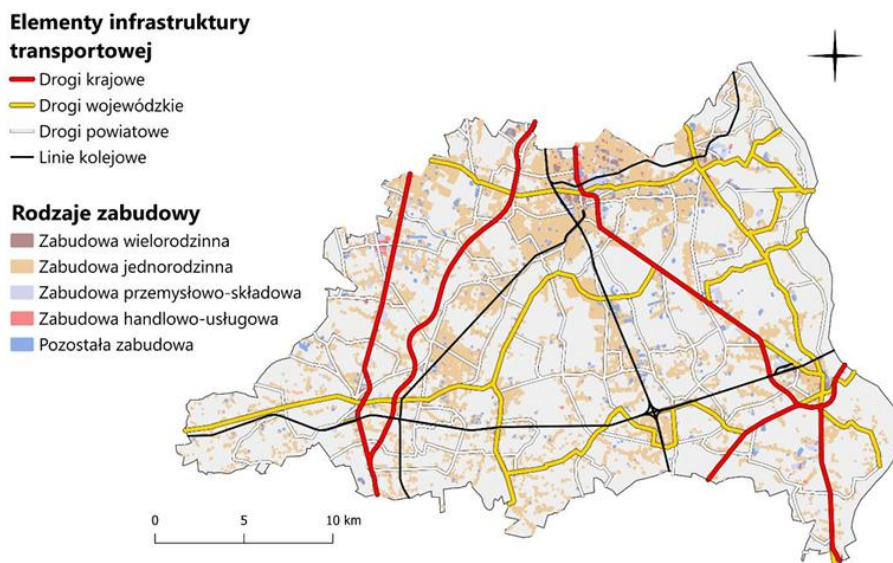 Elementy infrastruktury
transportowej
Drogi krajowe
Drogi wojewódzkie
Drogi powiatowe
Linie kolejowe
Rodzaje zabudowy
Zabudowa wielorodzinna
Zabudowa jednorodzinna
Zabudowa przemysłowo-składowa
Zabudowa handlowo-usługowa
Pozostała zabudowa
0 5 10 km